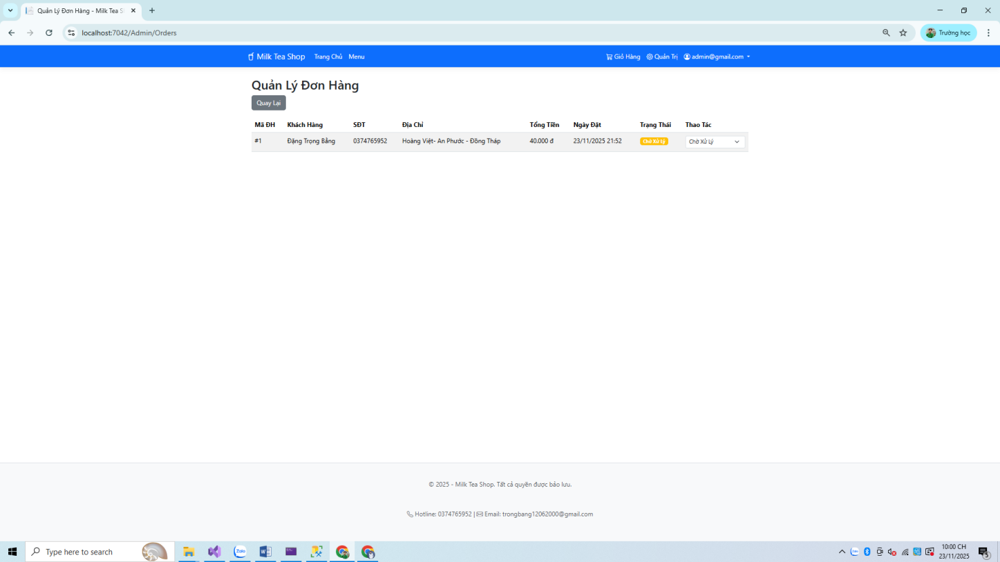 Quản Lý Đơn Hàng - Milk Tea S
localhost:7042/Admin/Orders
Trường học
Milk Tea Shop Trang Chủ Menu Giỏ Hàng Quản Trị admin@gmail.com
Quản Lý Đơn Hàng
Quay Lại
Mã ĐH Khách Hàng SĐT Địa Chỉ Tổng Tiền Ngày Đặt Trạng Thái Thao Tác
#1 Đặng Trọng Bằng 0374765952 Hoàng Việt- An Phước - Đồng Tháp 40.000 đ 23/11/2025 21:52 Chờ Xử Lý Chờ Xử Lý
© 2025 - Milk Tea Shop. Tất cả quyền được bảo lưu.
Hotline: 0374765952 | Email: trongbang12062000@gmail.com
Type here to search
Zalo
Zalo
10:00 CH
23/11/2025
5